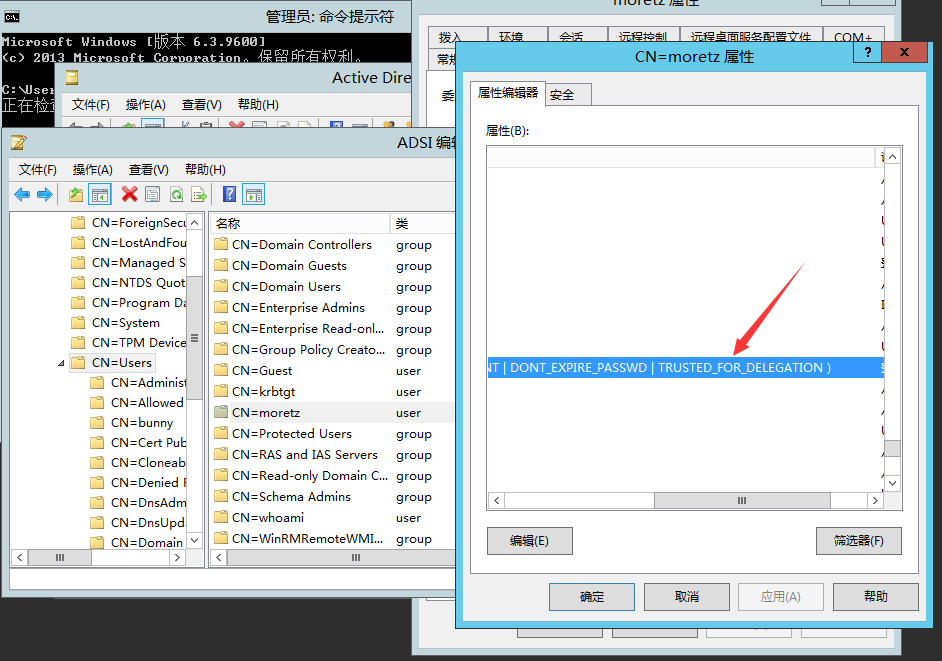 管理员: 命令提示符
Microsoft Windows [版本 6.3.9600]
(c) 2013 Microsoft Corporation。保留所有权利。
C:\User
正在检
moretz 属性
拨入
环境
会话
远程控制
远程桌面服务配置文件
COM+
Active Dire
文件(F)
操作(A)
查看(V)
帮助(H)
ADSI 编辑
文件(F)
操作(A)
查看(V)
帮助(H)
CN=ForeignSecu
CN=LostAndFou
CN=Managed S
CN=NTDS Quot
CN=Program Da
CN=System
CN=TPM Device
CN=Users
CN=Administ
CN=Allowed
CN=bunny
CN=Cert Pub
CN=Cloneab
CN=Denied
CN=DnsAdm
CN=DnsUpd
CN=Domain
名称
类
CN=Domain Controllers
group
CN=Domain Guests
group
CN=Domain Users
group
CN=Enterprise Admins
group
CN=Enterprise Read-onl...
group
CN=Group Policy Creato...
group
CN=Guest
user
CN=krbtgt
user
CN=moretz
user
CN=Protected Users
group
CN=RAS and IAS Servers
group
CN=Read-only Domain C...
group
CN=Schema Admins
group
CN=whoami
user
CN=WinRMRemoteWMI...
group
CN=moretz 属性
?
属性编辑器
安全
属性(B):
NT | DONT_EXPIRE_PASSWD | TRUSTED_FOR_DELEGATION )
编辑(E)
筛选器(F)
确定
取消
应用(A)
帮助